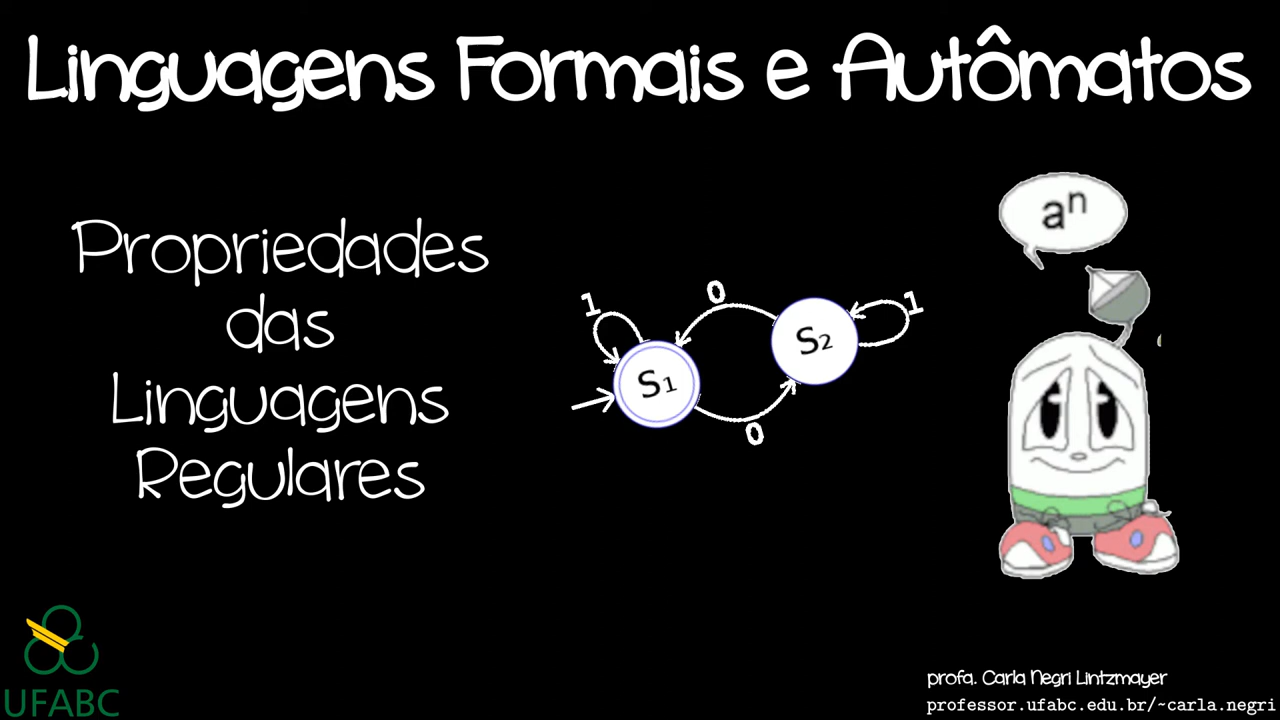 Linguagens Formais e Autômatos
Propriedades
das
Linguagens
Regulares
1
0
1
S₁
S₂
0
aⁿ
UFABC
profa. Carla Negri Lintzmayer
professor.ufabc.edu.br/~carla.negri